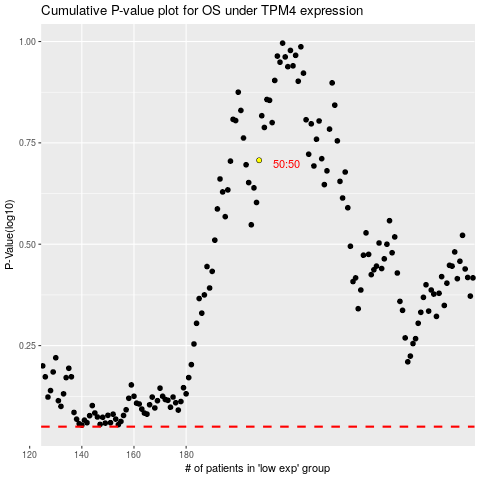 Cumulative P-value plot for OS under TPM4 expression
1.00
0.75
0.50
0.25
P-Value(log10)
50:50
120 140 160 180
# of patients in 'low exp' group